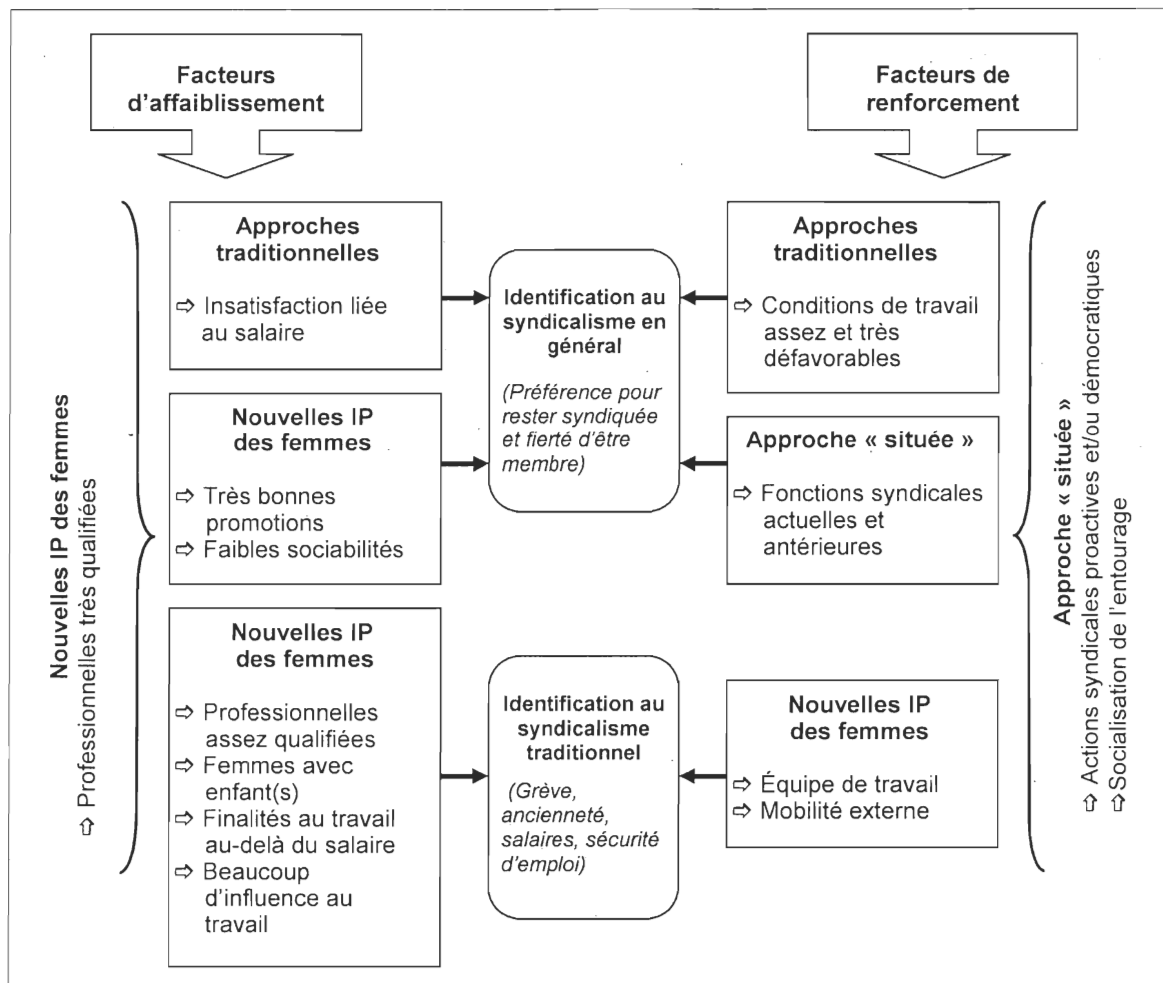 Facteurs
d'affaiblissement
Facteurs de
renforcement
Nouvelles IP des femmes
⇨ Professionnelles très qualifiées
Approches
traditionnelles
⇨ Insatisfaction liée
au salaire
Nouvelles IP
des femmes
⇨ Très bonnes
promotions
⇨ Faibles sociabilités
Nouvelles IP
des femmes
⇨ Professionnelles
assez qualifiées
⇨ Femmes avec
enfant(s)
⇨ Finalités au travail
au-delà du salaire
⇨ Beaucoup
d'influence au
travail
Identification au
syndicalisme en
général
(Préférence pour
rester syndiquée
et fierté d'être
membre)
Identification au
syndicalisme
traditionnel
(Grève,
ancienneté,
salaires, sécurité
d'emploi)
Approches
traditionnelles
⇨ Conditions de travail
assez et très
défavorables
Approche « située »
⇨ Fonctions syndicales
actuelles et
antérieures
Nouvelles IP
des femmes
⇨ Équipe de travail
⇨ Mobilité externe
Approche « située »
⇨ Actions syndicales proactives et/ou démocratiques
⇨Socialisation de l'entourage